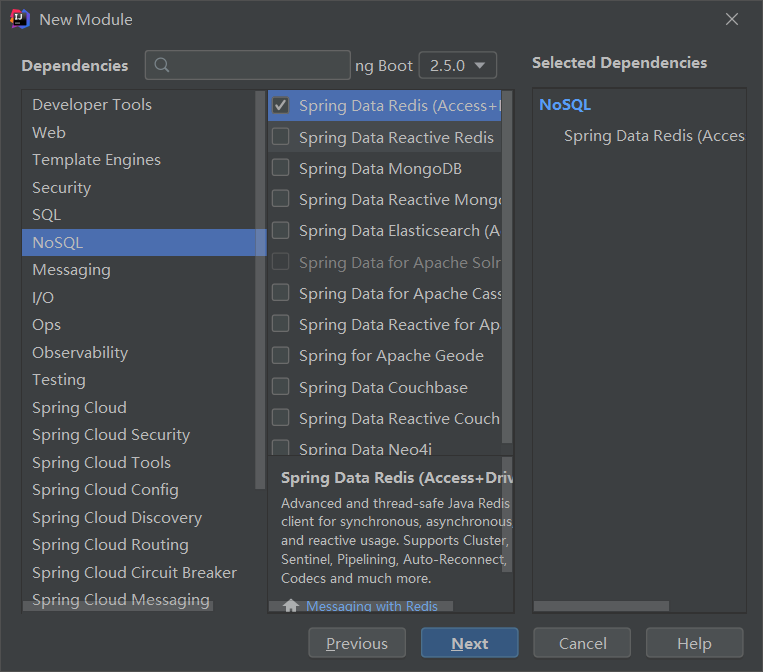 New Module
Dependencies
ng Boot 2.5.0
Selected Dependencies
Developer Tools
Web
Template Engines
Security
SQL
NoSQL
Messaging
I/O
Ops
Observability
Testing
Spring Cloud
Spring Cloud Security
Spring Cloud Tools
Spring Cloud Config
Spring Cloud Discovery
Spring Cloud Routing
Spring Cloud Circuit Breaker
Spring Cloud Messaging
Spring Data Redis (Access+D
Spring Data Reactive Redis
Spring Data MongoDB
Spring Data Reactive Mong
Spring Data Elasticsearch (A
Spring Data for Apache Solr
Spring Data for Apache Cass
Spring Data Reactive for Ap
Spring for Apache Geode
Spring Data Couchbase
Spring Data Reactive Couch
Spring Data Neo4j
Spring Data Redis (Access+Driv
Advanced and thread-safe Java Redis
client for synchronous, asynchronous,
and reactive usage. Supports Cluster,
Sentinel, Pipelining, Auto-Reconnect,
Codecs and much more.
Messaging with Redis
NoSQL
Spring Data Redis (Acces
Previous
Next
Cancel
Help